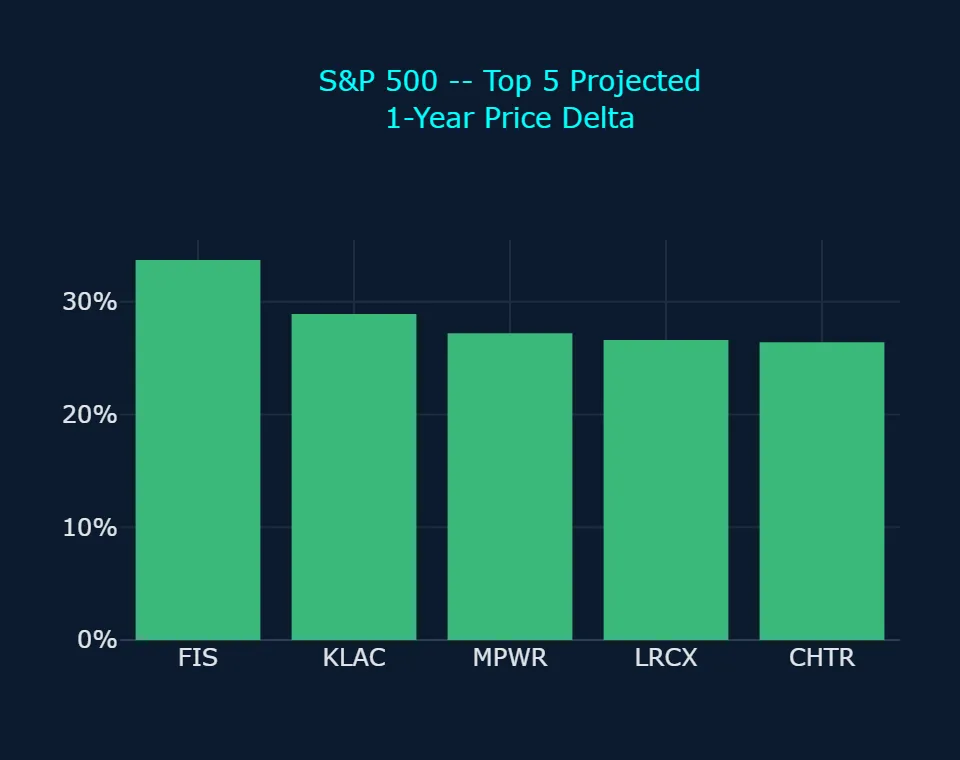 S&P 500 -- Top 5 Projected
1-Year Price Delta
30%
20%
10%
0%
FIS KLAC MPWR LRCX CHTR